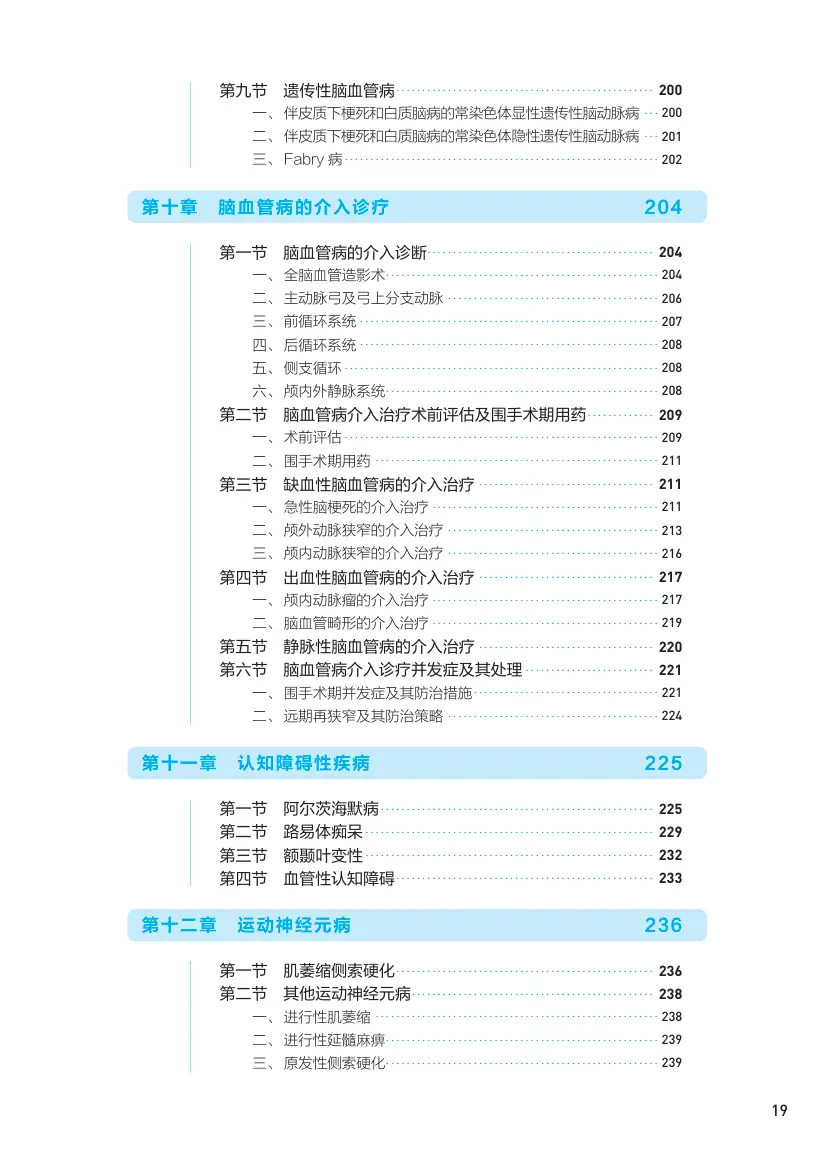 第九节 遗传性脑血管病 200
一、伴皮质下梗死和白质脑病的常染色体显性遗传性脑动脉病 200
二、伴皮质下梗死和白质脑病的常染色体隐性遗传性脑动脉病 201
三、Fabry 病 202
第十章 脑血管病的介入诊疗 204
第一节 脑血管病的介入诊断 204
一、全脑血管造影术 204
二、主动脉弓及弓上分支动脉 206
三、前循环系统 207
四、后循环系统 208
五、侧支循环 208
六、颅内外静脉系统 208
第二节 脑血管病介入治疗术前评估及围手术期用药 209
一、术前评估 209
二、围手术期用药 211
第三节 缺血性脑血管病的介入治疗 211
一、急性脑梗死的介入治疗 211
二、颅外动脉狭窄的介入治疗 213
三、颅内动脉狭窄的介入治疗 216
第四节 出血性脑血管病的介入治疗 217
一、颅内动脉瘤的介入治疗 217
二、脑血管畸形的介入治疗 219
第五节 静脉性脑血管病的介入治疗 220
第六节 脑血管病介入诊疗并发症及其处理 221
一、围手术期并发症及其防治措施 221
二、远期再狭窄及其防治策略 224
第十一章 认知障碍性疾病 225
第一节 阿尔茨海默病 225
第二节 路易体痴呆 229
第三节 额颞叶变性 232
第四节 血管性认知障碍 233
第十二章 运动神经元病 236
第一节 肌萎缩侧索硬化 236
第二节 其他运动神经元病 238
一、进行性肌萎缩 238
二、进行性延髓麻痹 239
三、原发性侧索硬化 239
19